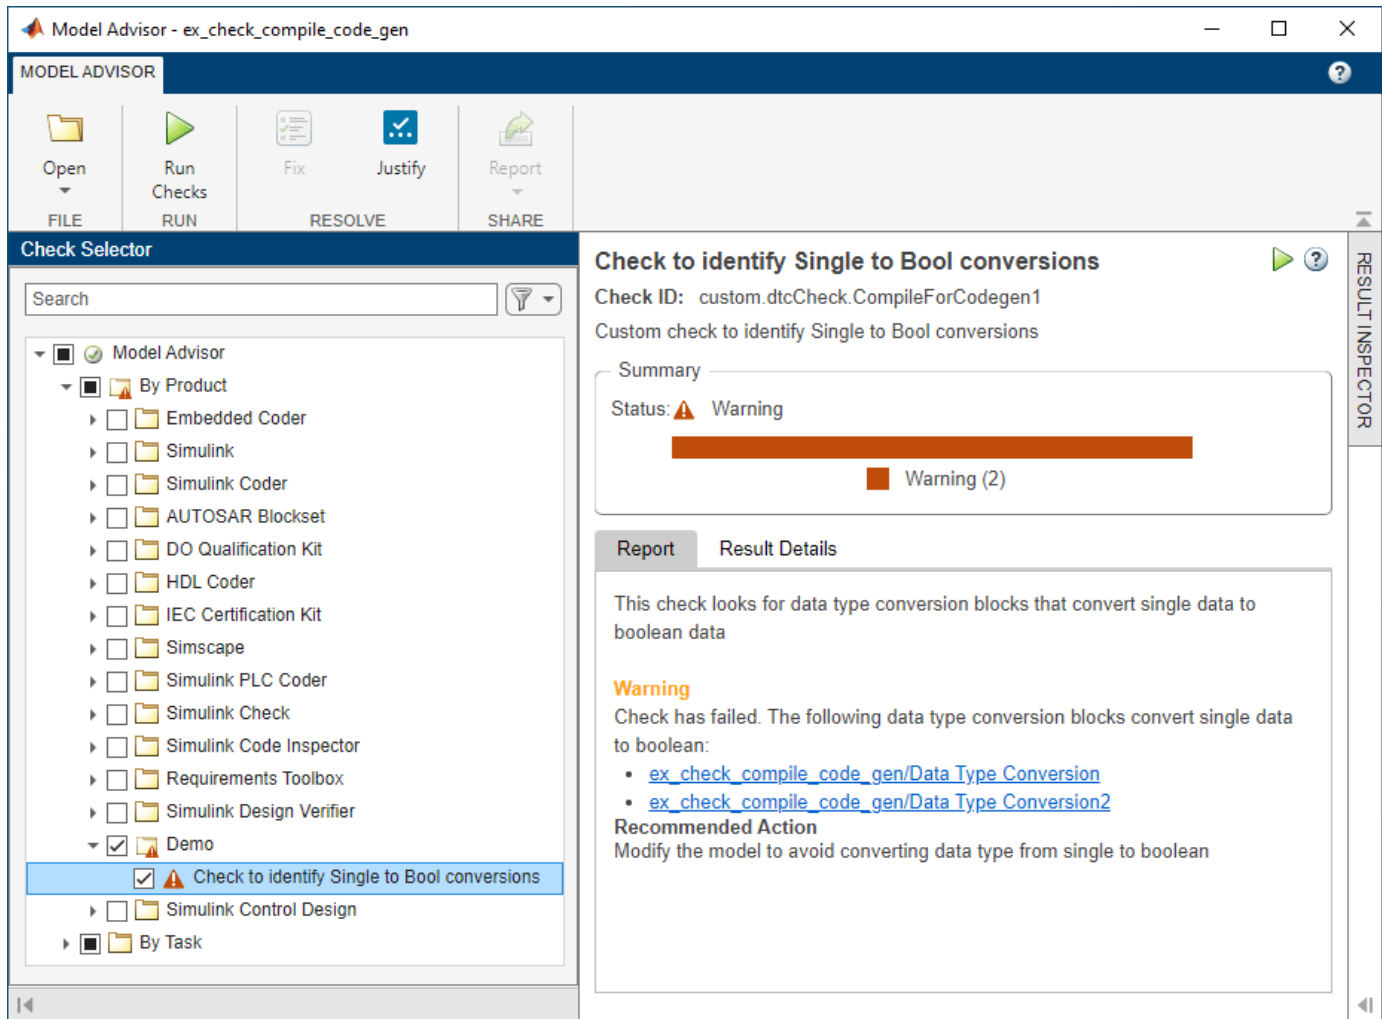 Model Advisor - ex_check_compile_code_gen
MODEL ADVISOR
Open
Run
Checks
Fix
Justify
Report
FILE
RUN
RESOLVE
SHARE
Check Selector
Search
Model Advisor
By Product
Embedded Coder
Simulink
Simulink Coder
AUTOSAR Blockset
DO Qualification Kit
HDL Coder
IEC Certification Kit
Simscape
Simulink PLC Coder
Simulink Check
Simulink Code Inspector
Requirements Toolbox
Simulink Design Verifier
Demo
Check to identify Single to Bool conversions
Simulink Control Design
By Task
Check to identify Single to Bool conversions
Check ID: custom.dtcCheck.CompileForCodegen1
Custom check to identify Single to Bool conversions
Summary
Status: Warning
Warning (2)
Report Result Details
This check looks for data type conversion blocks that convert single data to
boolean data
Warning
Check has failed. The following data type conversion blocks convert single data
to boolean:
• ex_check_compile_code_gen/Data Type Conversion
• ex_check_compile_code_gen/Data Type Conversion2
Recommended Action
Modify the model to avoid converting data type from single to boolean
RESULT INSPECTOR